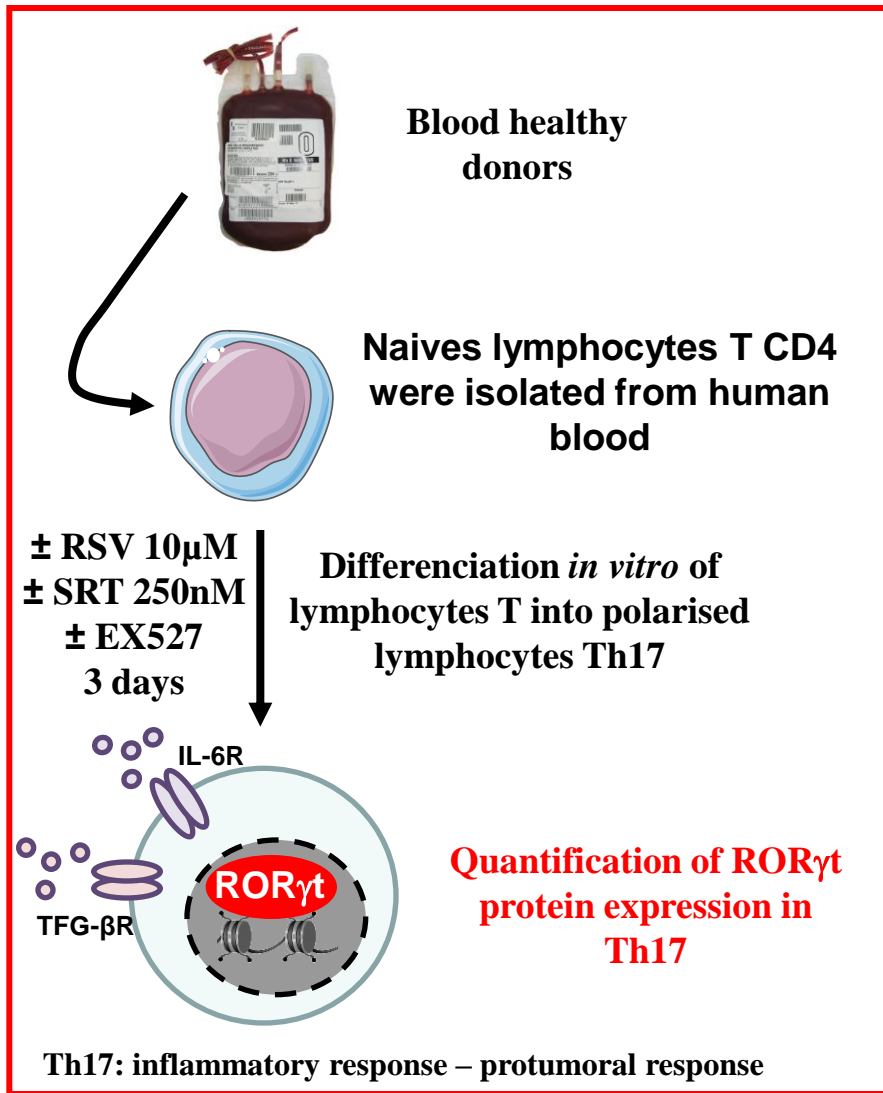 Blood healthy
donors
Naives lymphocytes T CD4
were isolated from human
blood
± RSV 10µM
± SRT 250nM
± EX527
3 days
Differenciation in vitro of
lymphocytes T into polarised
lymphocytes Th17
IL-6R
RORγt
TFG-βR
Quantification of RORγt
protein expression in
Th17
Th17: inflammatory response – protumoral response